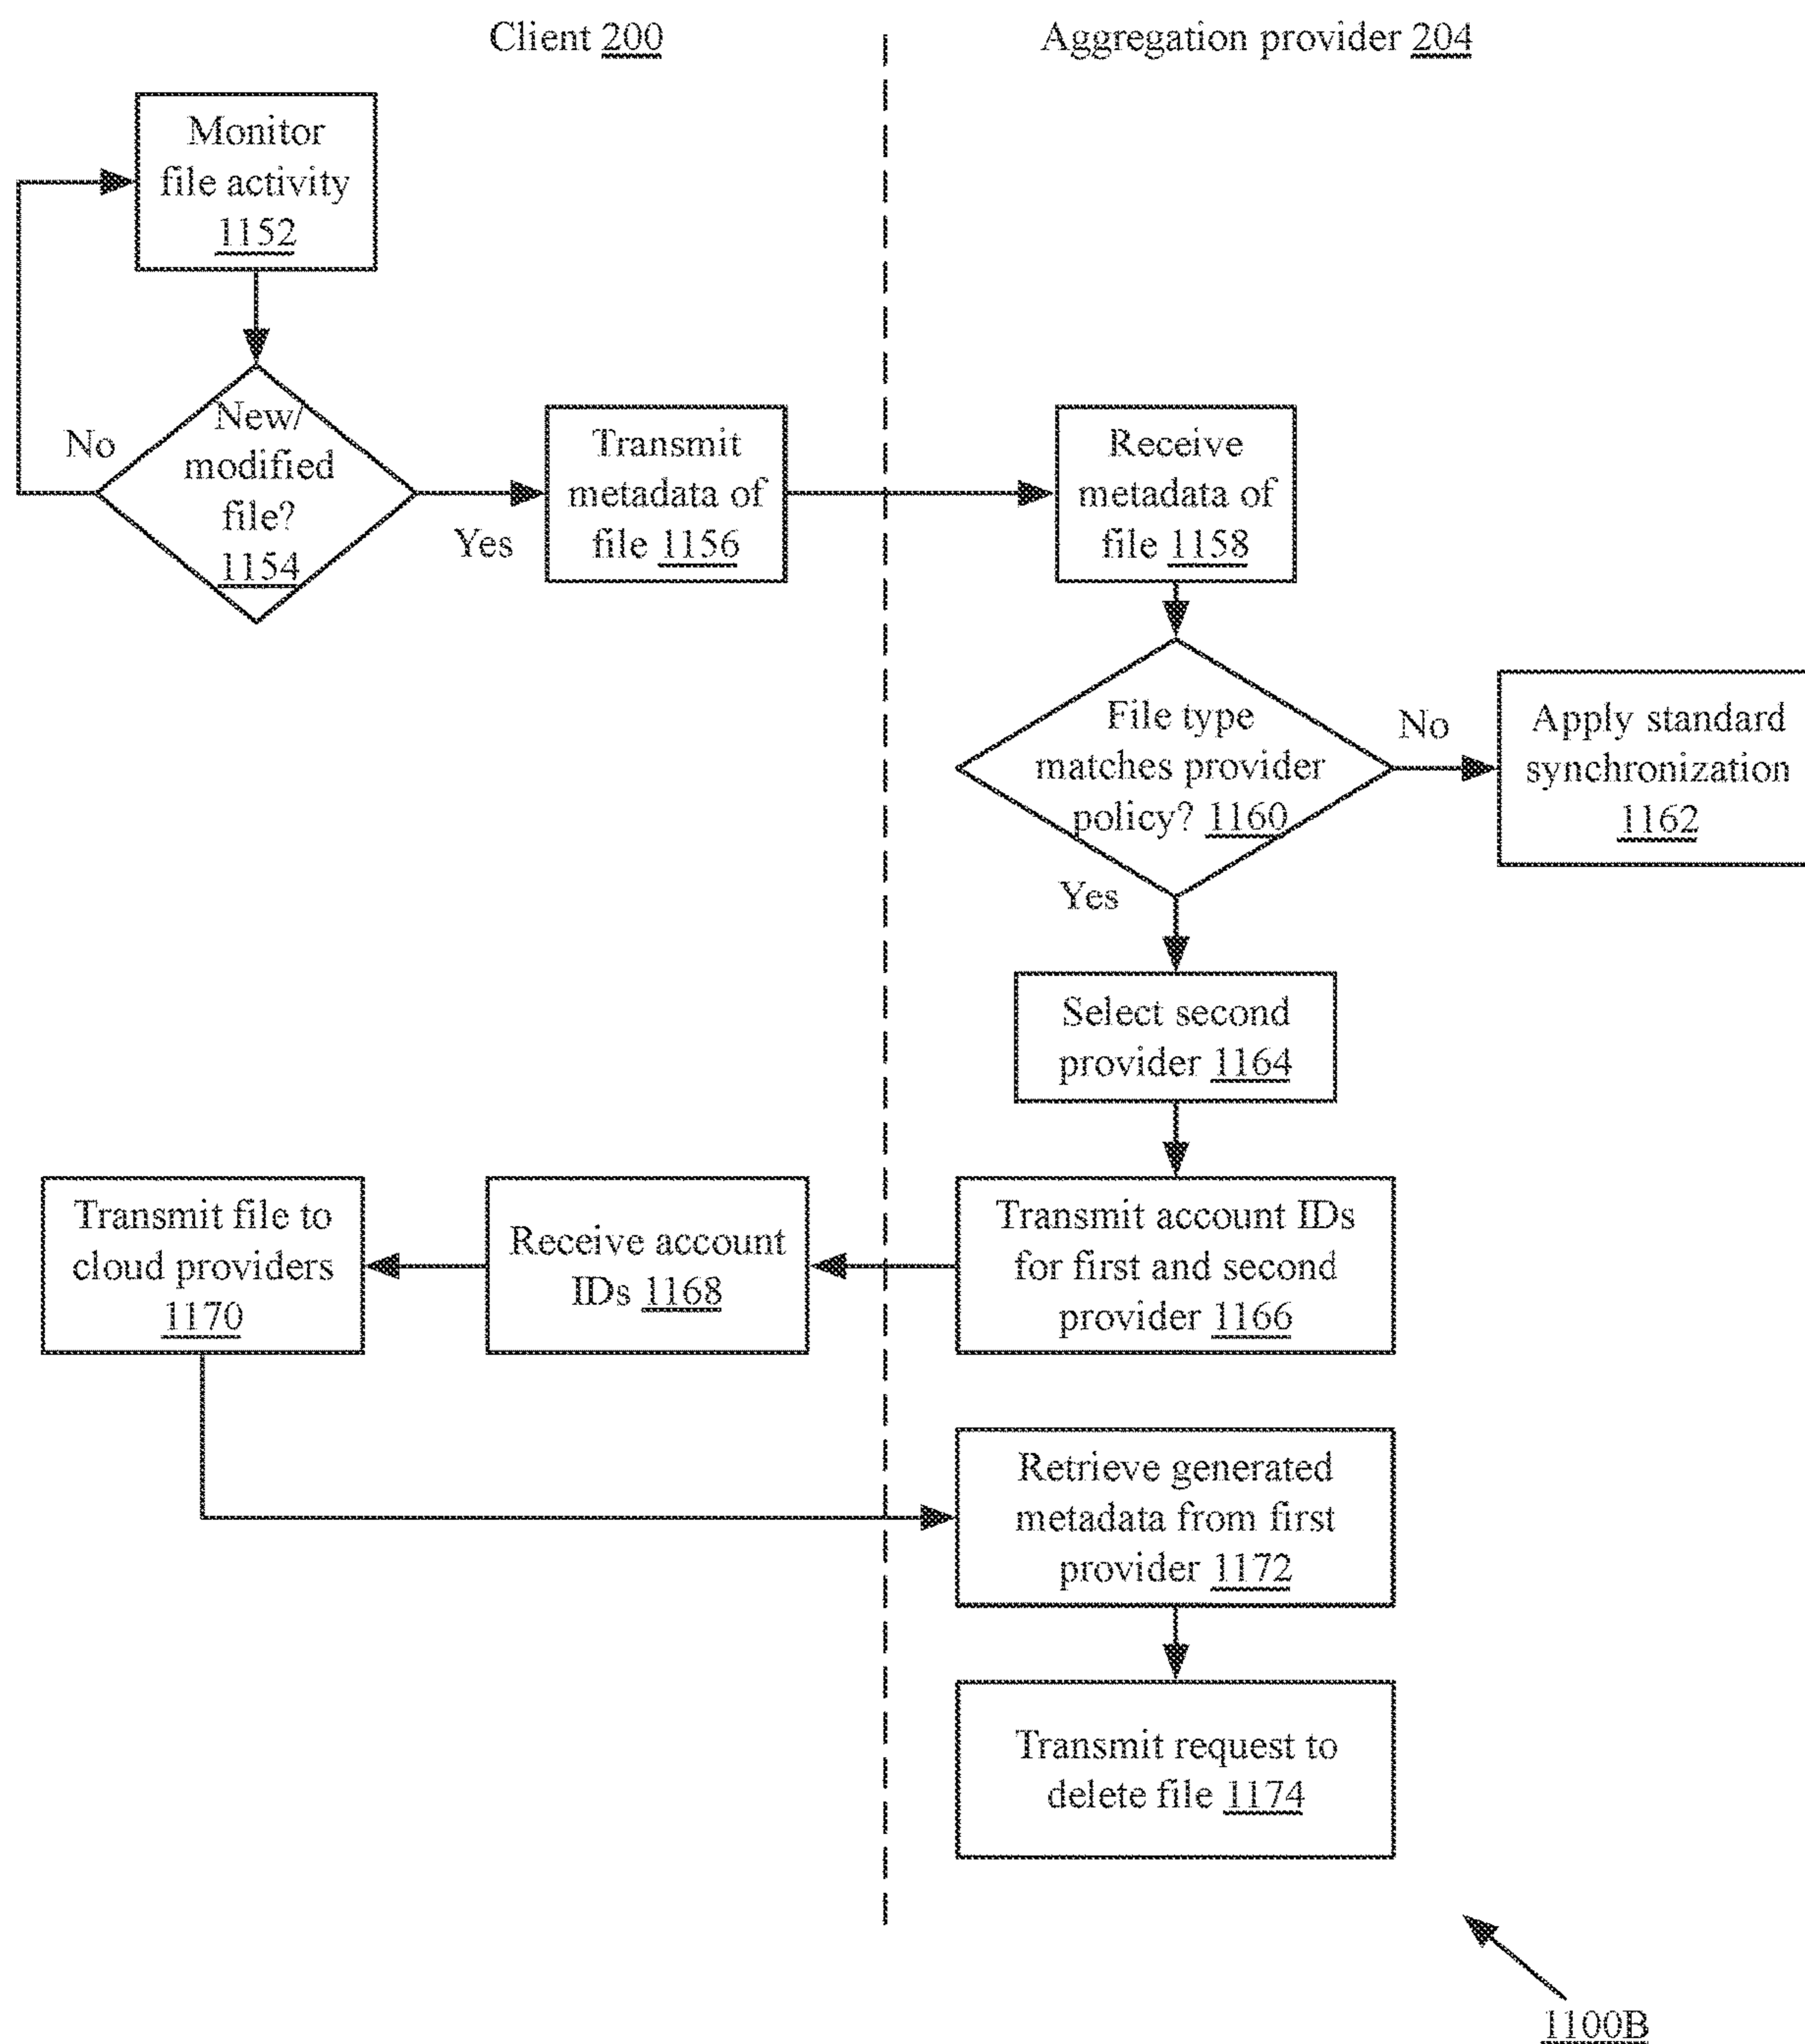 Client 200
Aggregation provider 204
Monitor
file activity
1152
New/
modified
file?
1154
No
Yes
Transmit
metadata of
file 1156
Receive
metadata of
file 1158
File type
matches provider
policy? 1160
No
Apply standard
synchronization
1162
Yes
Select second
provider 1164
Transmit account IDs
for first and second
provider 1166
Receive account
IDs 1168
Transmit file to
cloud providers
1170
Retrieve generated
metadata from first
provider 1172
Transmit request to
delete file 1174
1100B